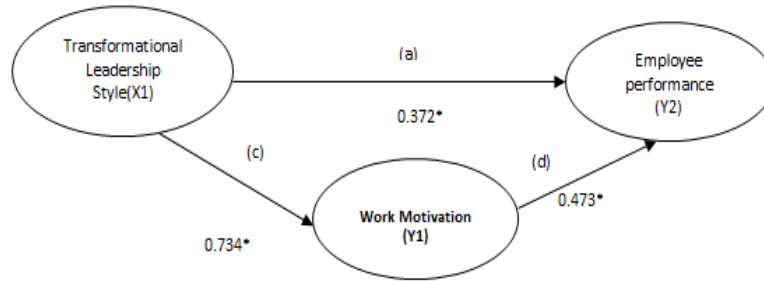 Transformational
Leadership
Style(X1)
(a)
Employee
performance
(Y2)
0.372*
(c)
(d)
Work Motivation
(Y1)
0.473*
0.734*